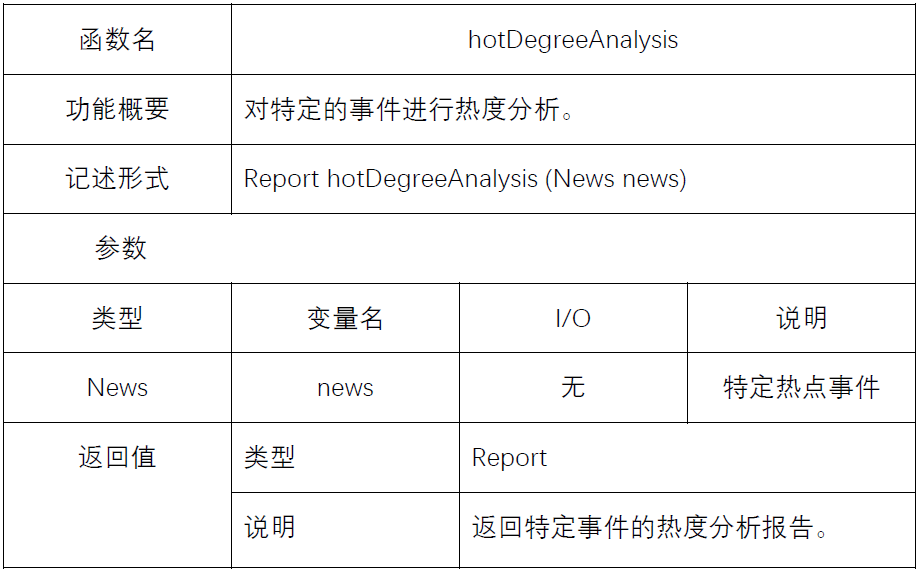 函数名 hotDegreeAnalysis
功能概要 对特定的事件进行热度分析。
记述形式 Report hotDegreeAnalysis (News news)
参数
类型 变量名 I/O 说明
News news 无 特定热点事件
返回值 类型 Report
说明 返回特定事件的热度分析报告。